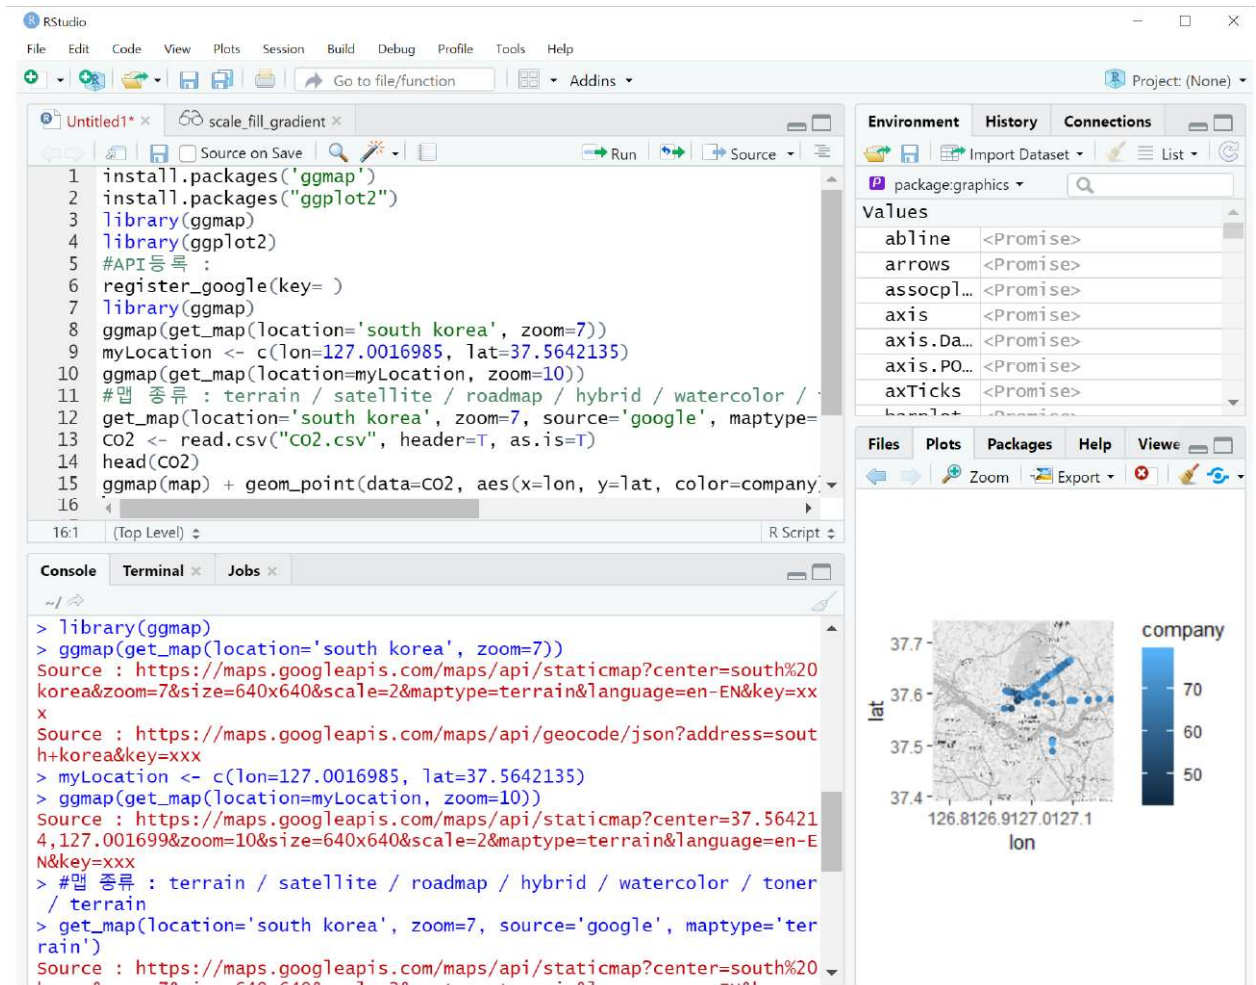 RStudio
File Edit Code View Plots Session Build Debug Profile Tools Help
Go to file/function Addins Project: (None)
Untitled1* scale_fill_gradient
Source on Save Run Source
1 install.packages('ggmap')
2 install.packages("ggplot2")
3 library(ggmap)
4 library(ggplot2)
5 #API등록 :
6 register_google(key= )
7 library(ggmap)
8 ggmap(get_map(location='south korea', zoom=7))
9 myLocation <- c(lon=127.0016985, lat=37.5642135)
10 ggmap(get_map(location=myLocation, zoom=10))
11 #맵 종류 : terrain / satellite / roadmap / hybrid / watercolor /
12 get_map(location='south korea', zoom=7, source='google', maptype=
13 CO2 <- read.csv("CO2.csv", header=T, as.is=T)
14 head(CO2)
15 ggmap(map) + geom_point(data=CO2, aes(x=lon, y=lat, color=company)
16
16:1 (Top Level) R Script
Console Terminal Jobs
~/
> library(ggmap)
> ggmap(get_map(location='south korea', zoom=7))
Source : https://maps.googleapis.com/maps/api/staticmap?center=south%20
korea&zoom=7&size=640x640&scale=2&maptype=terrain&language=en-EN&key=xx
x
Source : https://maps.googleapis.com/maps/api/geocode/json?address=sout
h+korea&key=xxx
> myLocation <- c(lon=127.0016985, lat=37.5642135)
> ggmap(get_map(location=myLocation, zoom=10))
Source : https://maps.googleapis.com/maps/api/staticmap?center=37.56421
4,127.001699&zoom=10&size=640x640&scale=2&maptype=terrain&language=en-E
N&key=xxx
> #맵 종류 : terrain / satellite / roadmap / hybrid / watercolor / toner
/ terrain
> get_map(location='south korea', zoom=7, source='google', maptype='ter
rain')
Source : https://maps.googleapis.com/maps/api/staticmap?center=south%20
Environment History Connections
Import Dataset List
package:graphics
Values
abline <Promise>
arrows <Promise>
assocpl… <Promise>
axis <Promise>
axis.Da… <Promise>
axis.PO… <Promise>
axTicks <Promise>
Files Plots Packages Help Viewe
Zoom Export
company
70
60
50
37.7
37.6
37.5
37.4
lat
126.8 126.9 127.0 127.1
lon